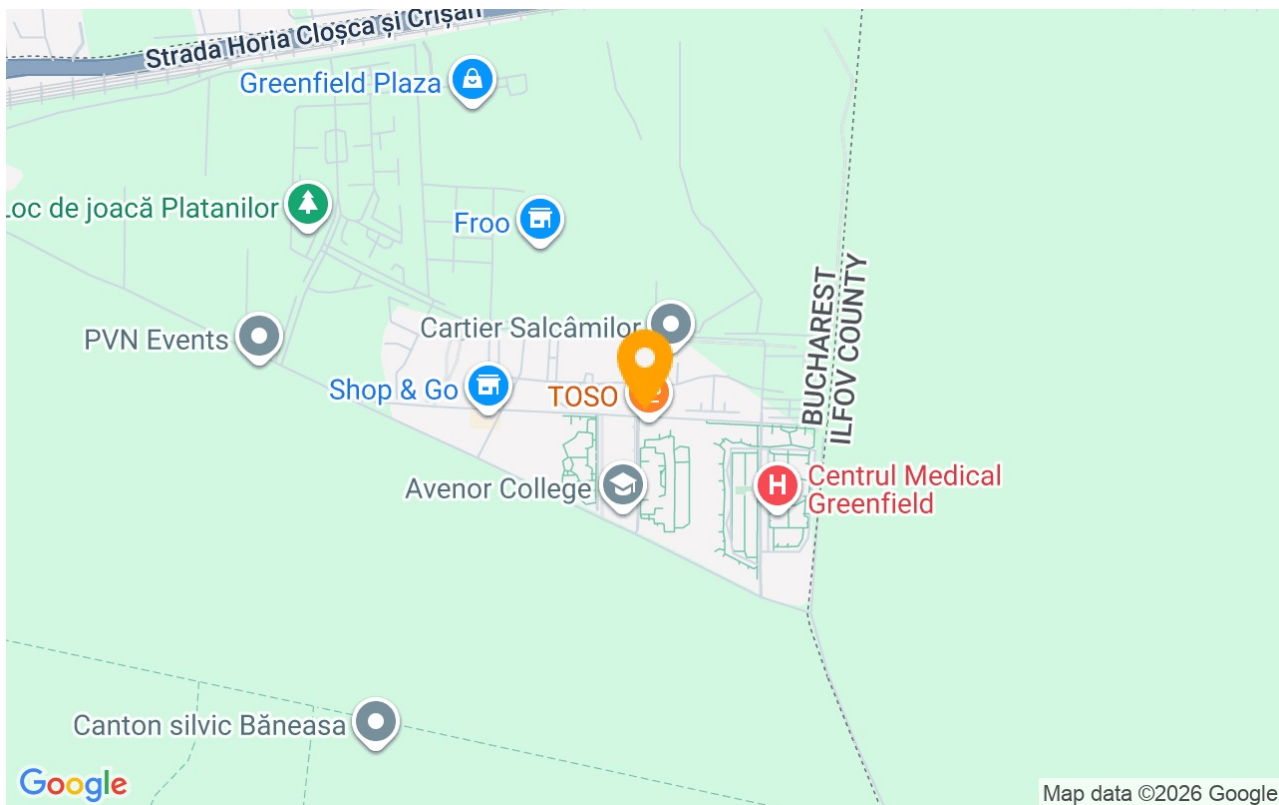 Strada Horia Cloșca și Crișan
Greenfield Plaza
Loc de joacă Platanilor
Froo
BUCHAREST
ILFOV COUNTY
Cartier Salcâmilor
PVN Events
Shop & Go
TOSO
Avenor College
H
Centrul Medical
Greenfield
Canton silvic Băneasa
Google
Map data ©2026 Google